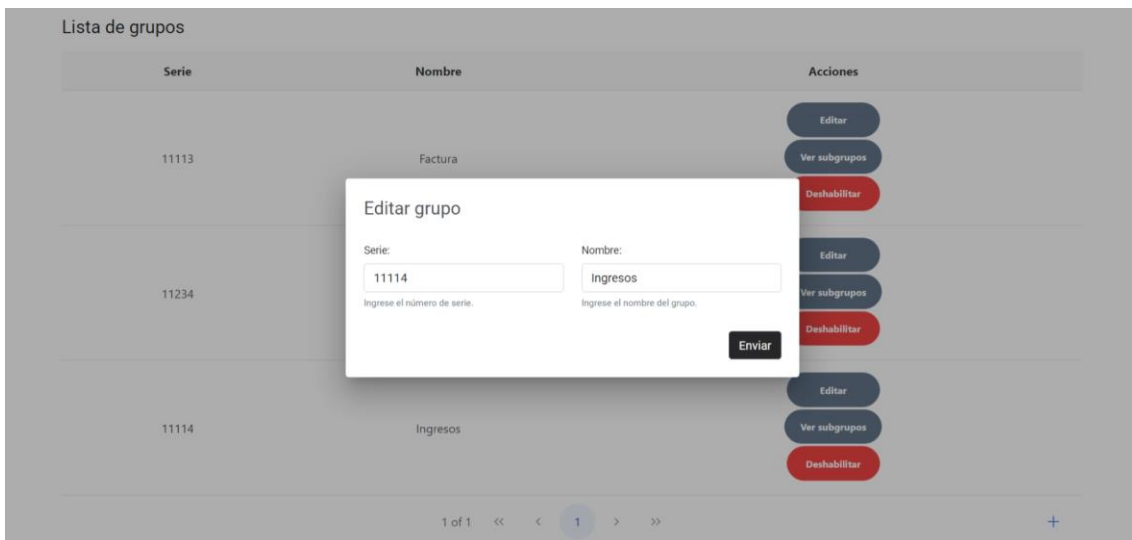 Lista de grupos
Serie Nombre Acciones
Editar
11113 Factura Ver subgrupos
Deshabilitar
Editar grupo
Serie: Nombre:
11114 Ingresos
Ingrese el número de serie. Ingrese el nombre del grupo.
Enviar
Editar
11234 Ver subgrupos
Deshabilitar
Editar
11114 Ingresos Ver subgrupos
Deshabilitar
1 of 1 << < 1 > >> +